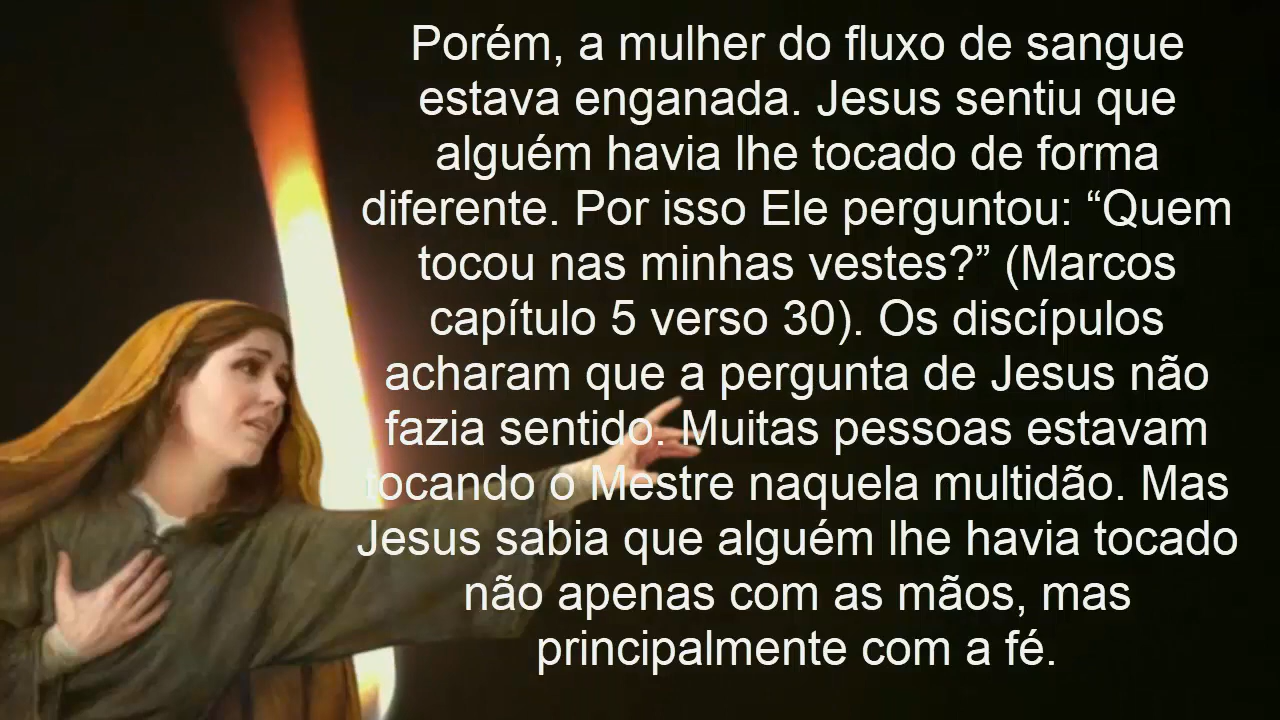 Porém, a mulher do fluxo de sangue
estava enganada. Jesus sentiu que
alguém havia lhe tocado de forma
diferente. Por isso Ele perguntou: “Quem
tocou nas minhas vestes?” (Marcos
capítulo 5 verso 30). Os discípulos
acharam que a pergunta de Jesus não
fazia sentido. Muitas pessoas estavam
tocando o Mestre naquela multidão. Mas
Jesus sabia que alguém lhe havia tocado
não apenas com as mãos, mas
principalmente com a fé.